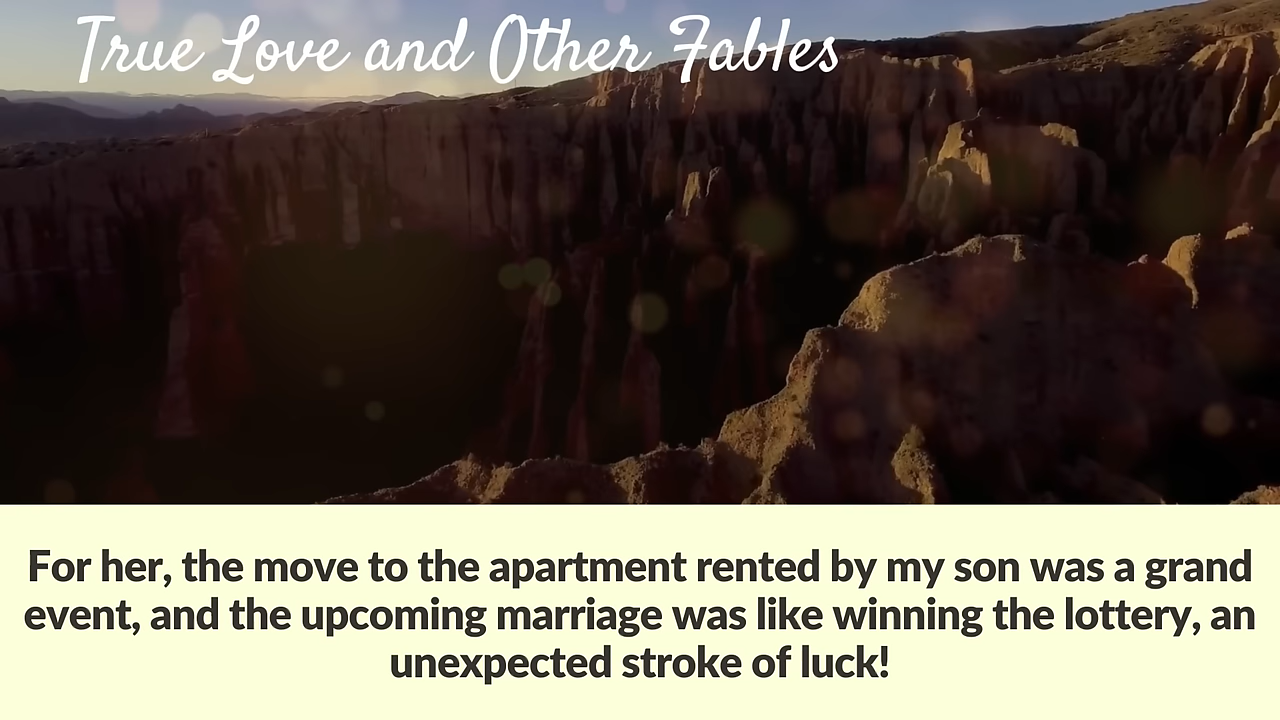 True Love and Other Fables
For her, the move to the apartment rented by my son was a grand
event, and the upcoming marriage was like winning the lottery, an
unexpected stroke of luck!